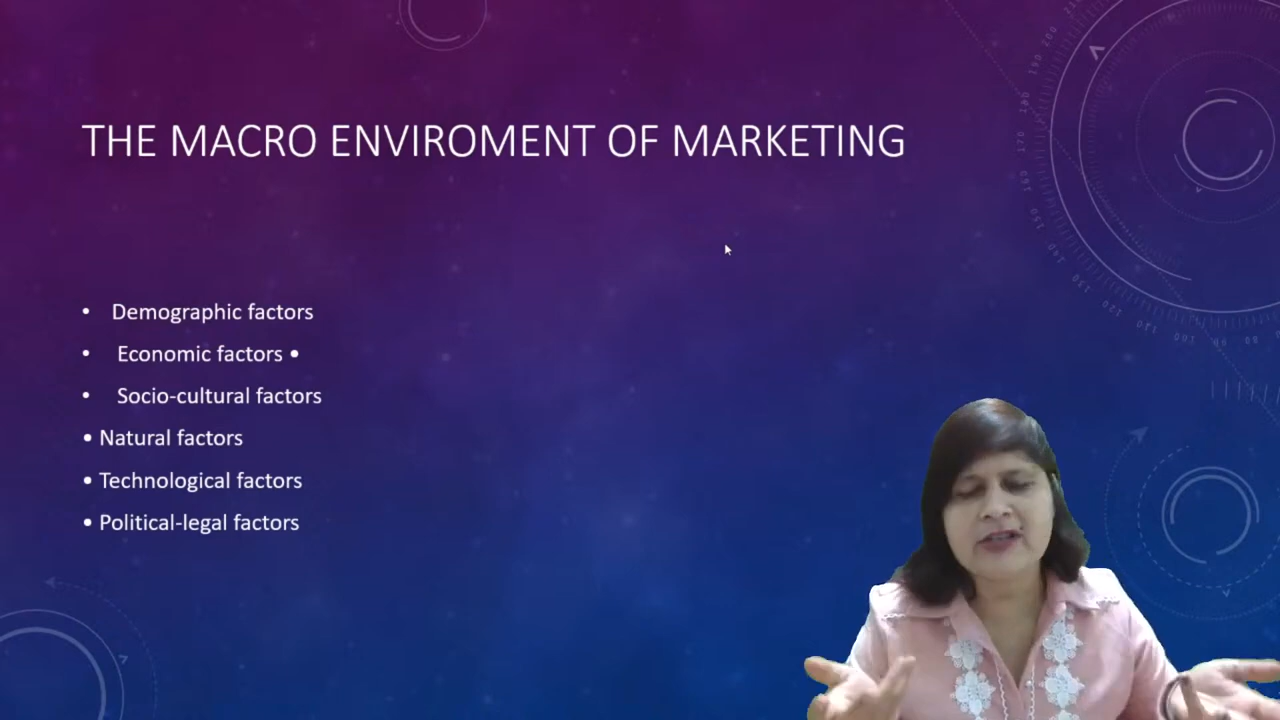 THE MACRO ENVIROMENT OF MARKETING
• Demographic factors
• Economic factors •
• Socio-cultural factors
• Natural factors
• Technological factors
• Political-legal factors